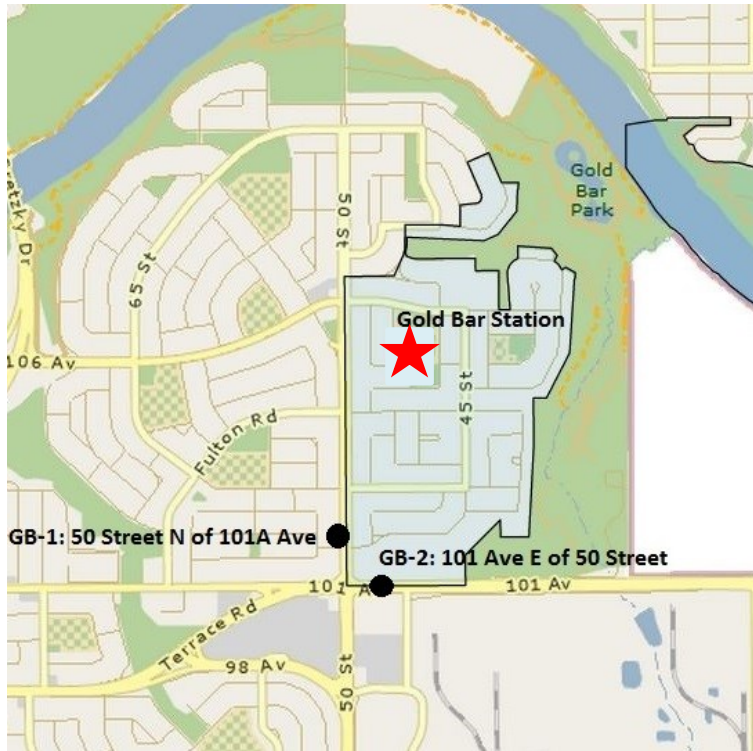 Gold
Bar
Park
50 St
65 St
Gold Bar Station
106 Av
45 St
Fulton Rd
GB-1: 50 Street N of 101A Ave
GB-2: 101 Ave E of 50 Street
101 A
101 Av
Terrace Rd
98 Av
50 St